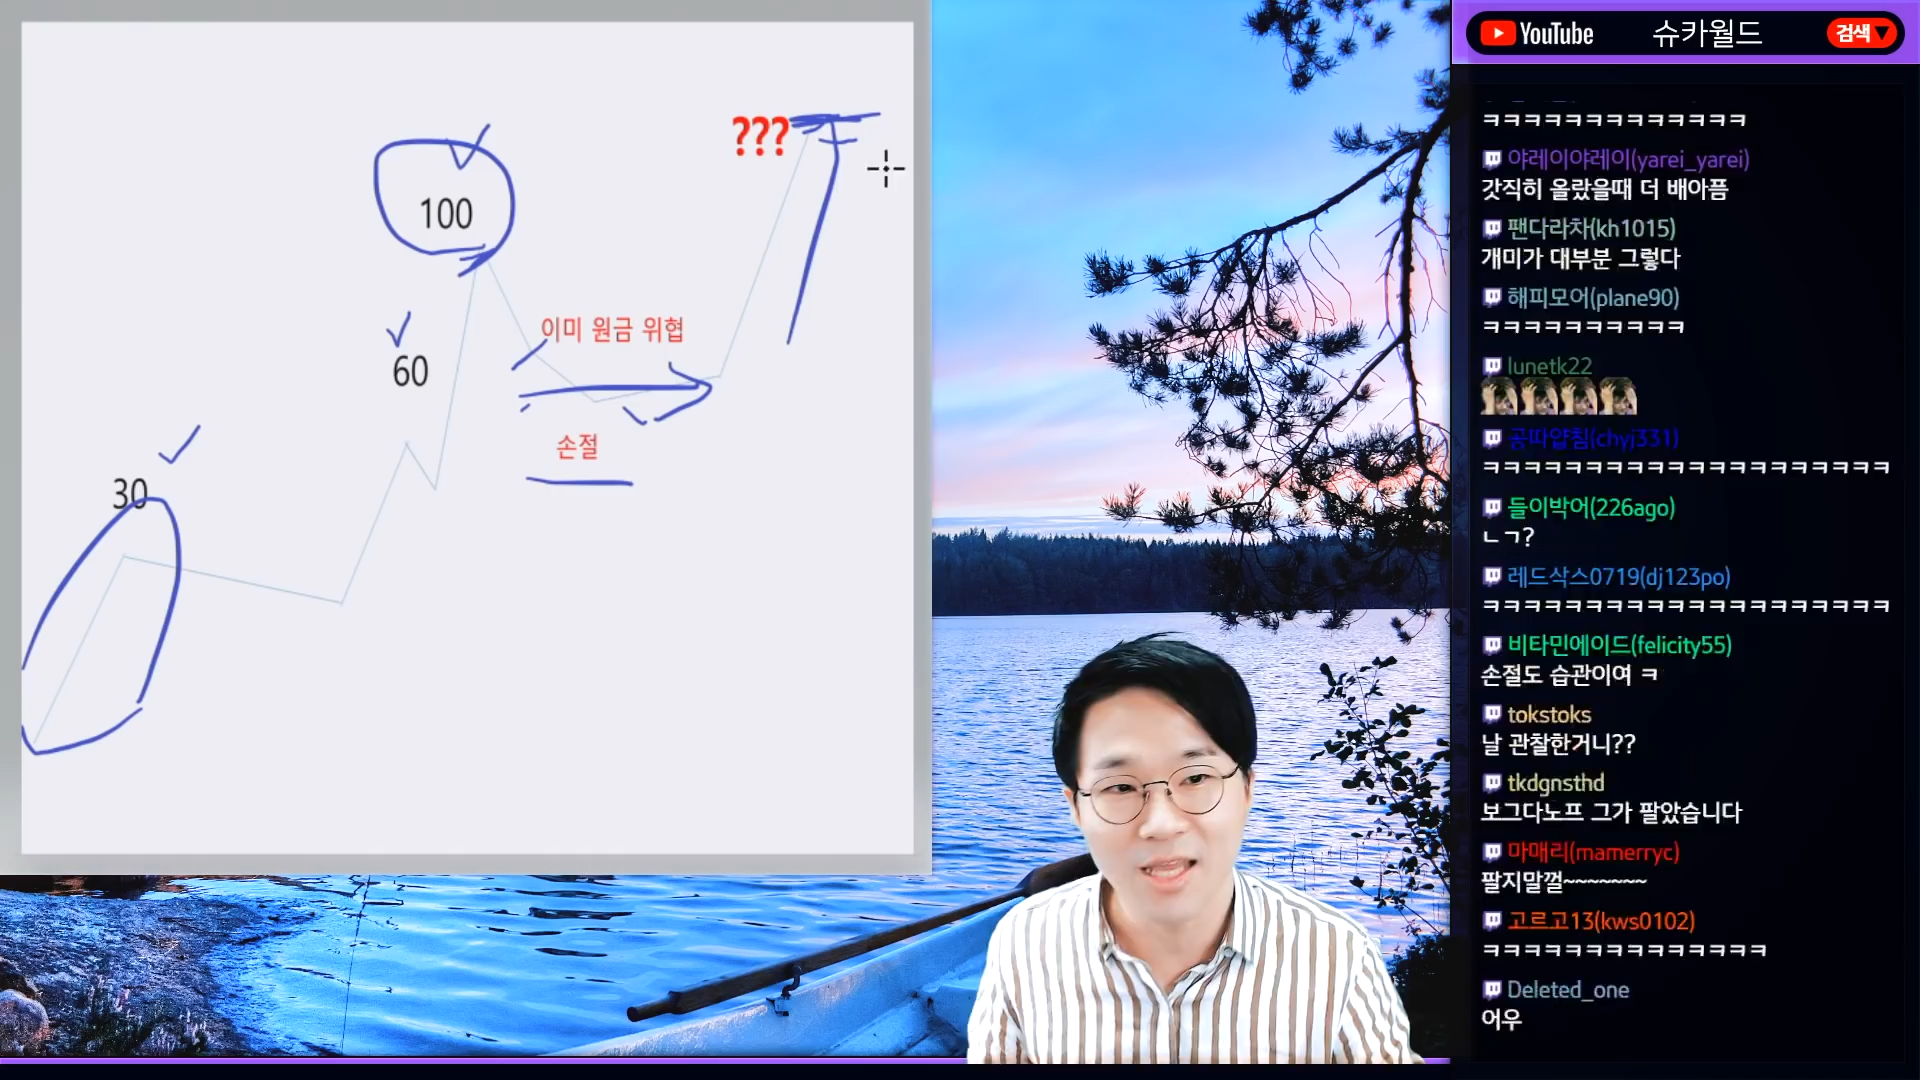 ???
100
이미 원금 위협
60
손절
30
YouTube 슈카월드 검색▼
ㅋㅋㅋㅋㅋㅋㅋㅋㅋㅋㅋㅋㅋ
야레이야레이(yarei_yarei)
갓직히 올랐을때 더 배아픔
팬다라차(kh1015)
개미가 대부분 그렇다
해피모어(plane90)
ㅋㅋㅋㅋㅋㅋㅋㅋㅋㅋ
lunetk22
공따얍침(chyj331)
ㅋㅋㅋㅋㅋㅋㅋㅋㅋㅋㅋㅋㅋㅋㅋㅋㅋㅋㅋㅋ
들이박어(226ago)
ㄴㄱ?
레드삭스0719(dj123po)
ㅋㅋㅋㅋㅋㅋㅋㅋㅋㅋㅋㅋㅋㅋㅋㅋㅋㅋㅋㅋ
비타민에이드(felicity55)
손절도 습관이여 ㅋ
tokstoks
날 관찰한거니??
tkdgnsthd
보그다노프 그가 팔았습니다
마매리(mamerryc)
팔지말껄~~~~~~~
고르고13(kws0102)
ㅋㅋㅋㅋㅋㅋㅋㅋㅋㅋㅋㅋㅋㅋ
Deleted_one
어우